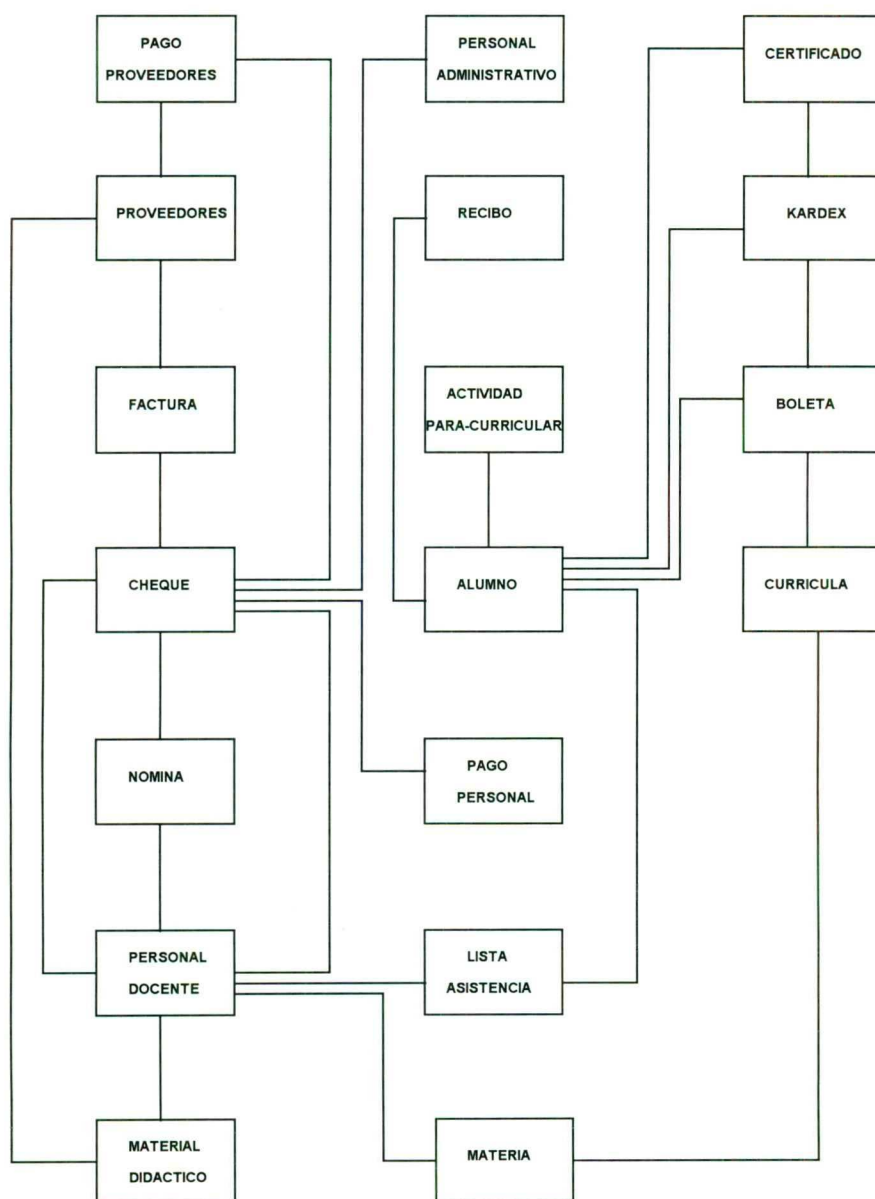 PAGO
PROVEEDORES
PERSONAL
ADMINISTRATIVO
CERTIFICADO
PROVEEDORES
RECIBO
KARDEX
FACTURA
ACTIVIDAD
PARA-CURRICULAR
BOLETA
CHEQUE
ALUMNO
CURRICULA
NOMINA
PAGO
PERSONAL
PERSONAL
DOCENTE
LISTA
ASISTENCIA
MATERIAL
DIDACTICO
MATERIA